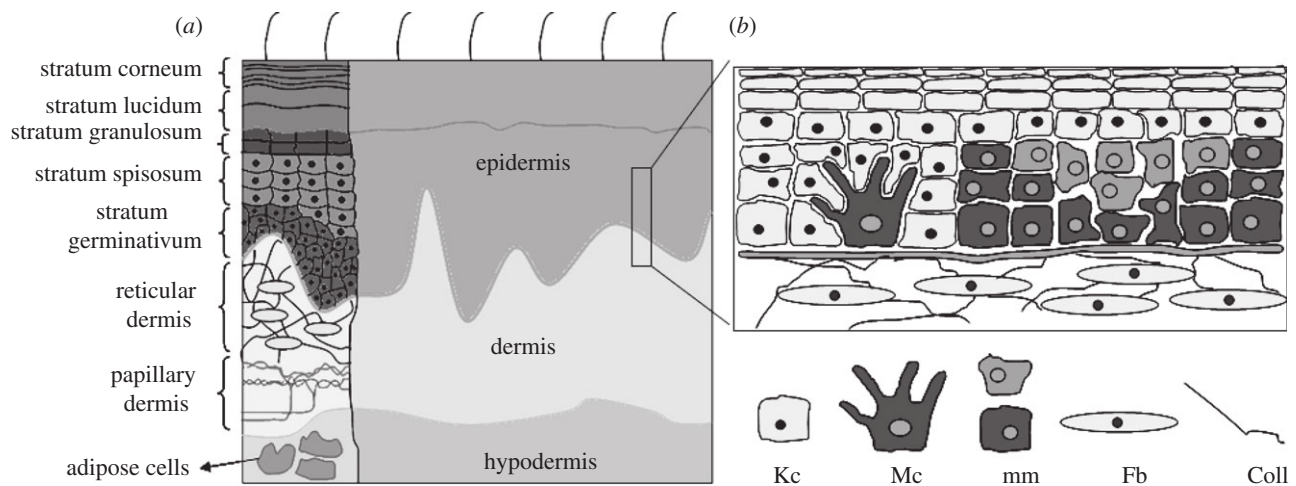 (a)
stratum corneum
stratum lucidum
stratum granulosum
stratum spisosum
stratum
germinativum
reticular
dermis
papillary
dermis
adipose cells
epidermis
dermis
hypodermis
(b)
Kc
Mc
mm
Fb
Coll